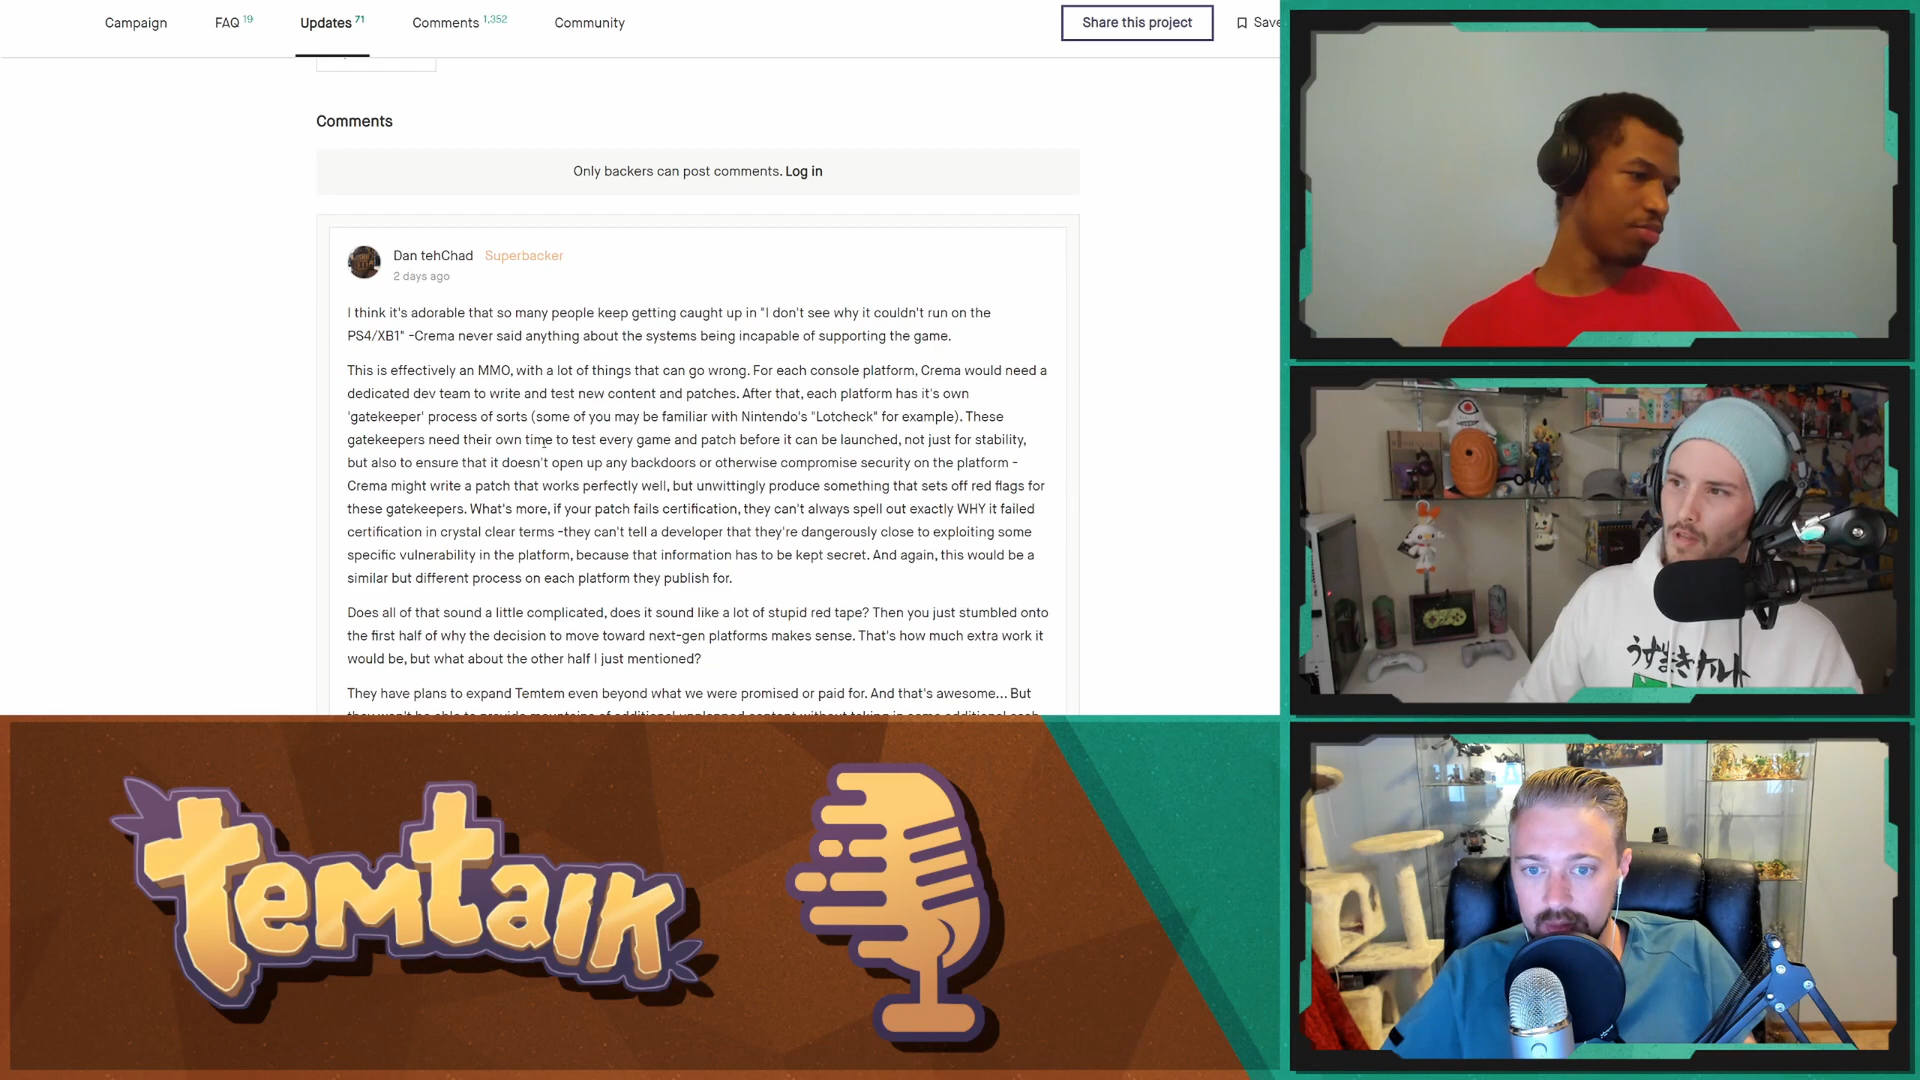 Campaign
FAQ 19
Updates 71
Comments 1,352
Community
Share this project
Save
Comments
Only backers can post comments. Log in
Dan tehChad Superbacker
2 days ago
I think it's adorable that so many people keep getting caught up in "I don't see why it couldn't run on the
PS4/XB1" -Crema never said anything about the systems being incapable of supporting the game.
This is effectively an MMO, with a lot of things that can go wrong. For each console platform, Crema would need a
dedicated dev team to write and test new content and patches. After that, each platform has it's own
'gatekeeper' process of sorts (some of you may be familiar with Nintendo's "Lotcheck" for example). These
gatekeepers need their own time to test every game and patch before it can be launched, not just for stability,
but also to ensure that it doesn't open up any backdoors or otherwise compromise security on the platform -
Crema might write a patch that works perfectly well, but unwittingly produce something that sets off red flags for
these gatekeepers. What's more, if your patch fails certification, they can't always spell out exactly WHY it failed
certification in crystal clear terms -they can't tell a developer that they're dangerously close to exploiting some
specific vulnerability in the platform, because that information has to be kept secret. And again, this would be a
similar but different process on each platform they publish for.
Does all of that sound a little complicated, does it sound like a lot of stupid red tape? Then you just stumbled onto
the first half of why the decision to move toward next-gen platforms makes sense. That's how much extra work it
would be, but what about the other half I just mentioned?
They have plans to expand Temtem even beyond what we were promised or paid for. And that's awesome... But
temtalk
うずまきナルト